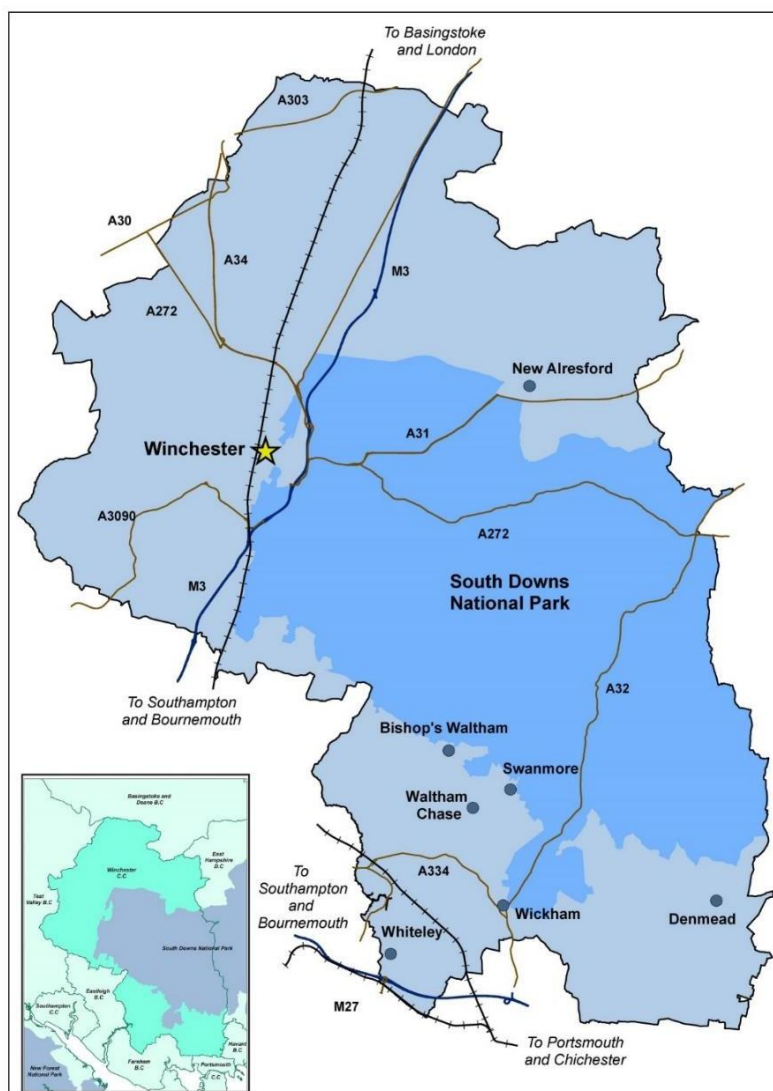 To Basingstoke
and London
A303
A30
A34
M3
A272
New Alresford
A31
Winchester
A3090
A272
M3
South Downs
National Park
A32
To Southampton
and Bournemouth
Bishop's Waltham
Swanmore
Waltham
Chase
A334
To
Southampton
and
Bournemouth
Wickham
Denmead
Whiteley
M27
To Portsmouth
and Chichester
Basingstoke and
Deane B.C
East
Hampshire
D.C
Winchester
C.C
Test
Valley B.C
South Downs National Park
Eastleigh
B.C
Southampton
C.C
New Forest
National Park
Fareham
B.C
Portsmouth
C.C
Havant
B.C